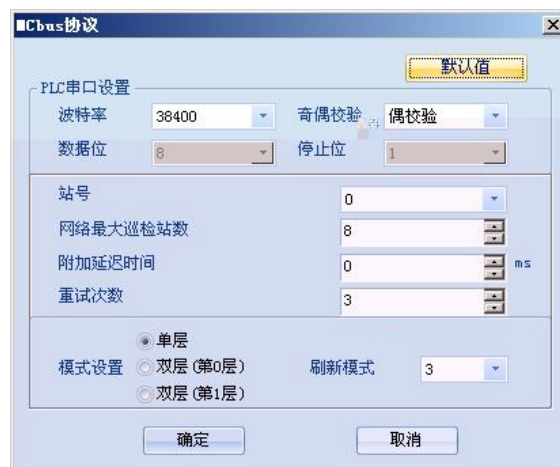 Cbus协议
默认值
PLC串口设置
波特率 38400 奇偶校验 偶校验
数据位 8 停止位 1
站号 0
网络最大巡检站数 8
附加延迟时间 0 ms
重试次数 3
单层
模式设置 双层(第0层) 刷新模式 3
双层(第1层)
确定 取消